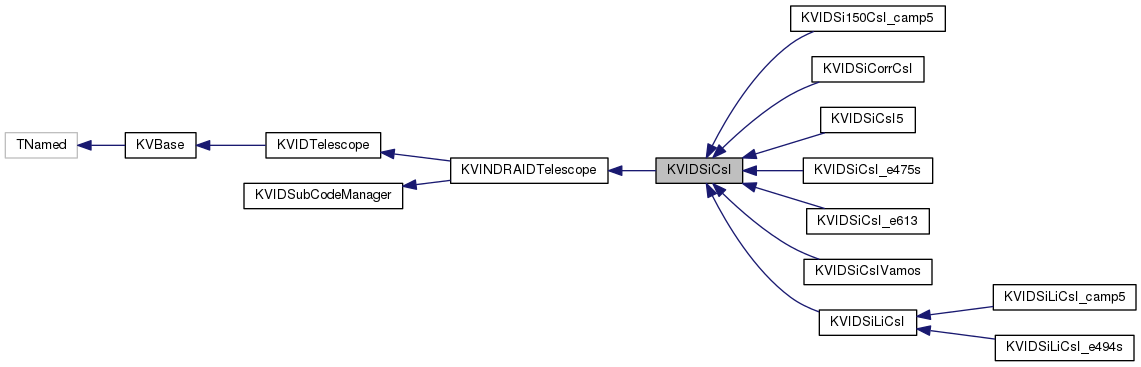 KVIDSi150CsI_camp5
KVIDSiCorrCsI
KVIDSiCsI5
TNamed
KVBase
KVIDTelescope
KVINDRAIDTelescope
KVIDSiCsI
KVIDSiCsI_e475s
KVIDSubCodeManager
KVIDSiCsI_e613
KVIDSiCsIVamos
KVIDSiLiCsI
KVIDSiLiCsI_camp5
KVIDSiLiCsI_e494s